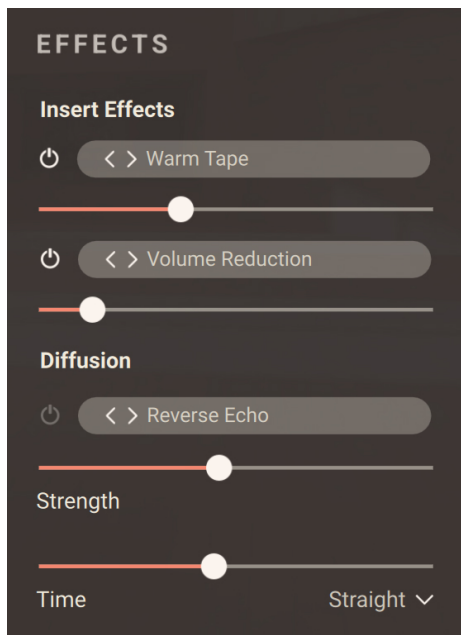 EFFECTS
Insert Effects
Warm Tape
Volume Reduction
Diffusion
Reverse Echo
Strength
Time Straight